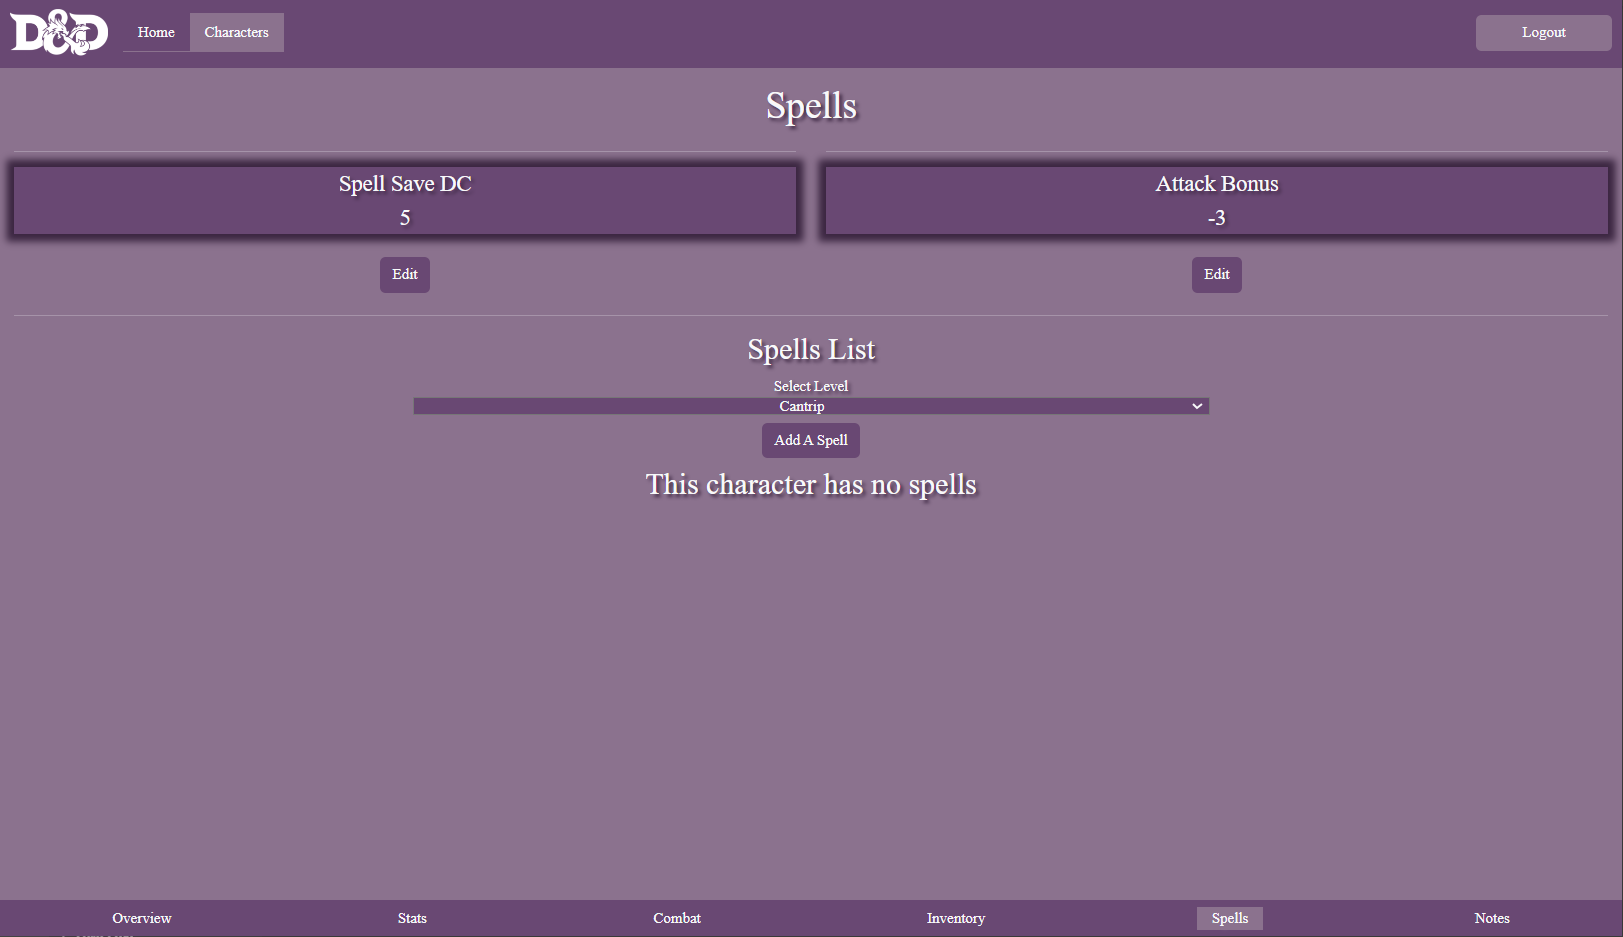 D&D
Home Characters Logout
Spells
Spell Save DC Attack Bonus
5 -3
Edit Edit
Spells List
Select Level
Cantrip
Add A Spell
This character has no spells
Overview Stats Combat Inventory Spells Notes